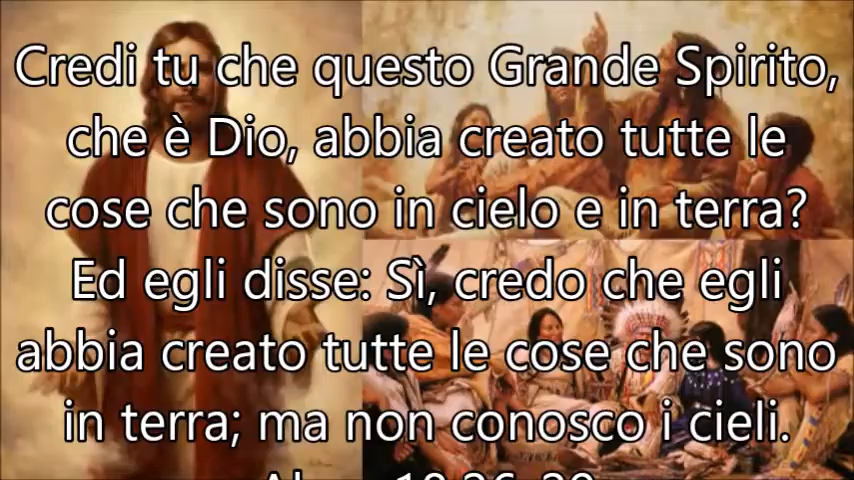 Credi tu che questo Grande Spirito,
che è Dio, abbia creato tutte le
cose che sono in cielo e in terra?
Ed egli disse: Sì, credo che egli
abbia creato tutte le cose che sono
in terra; ma non conosco i cieli.